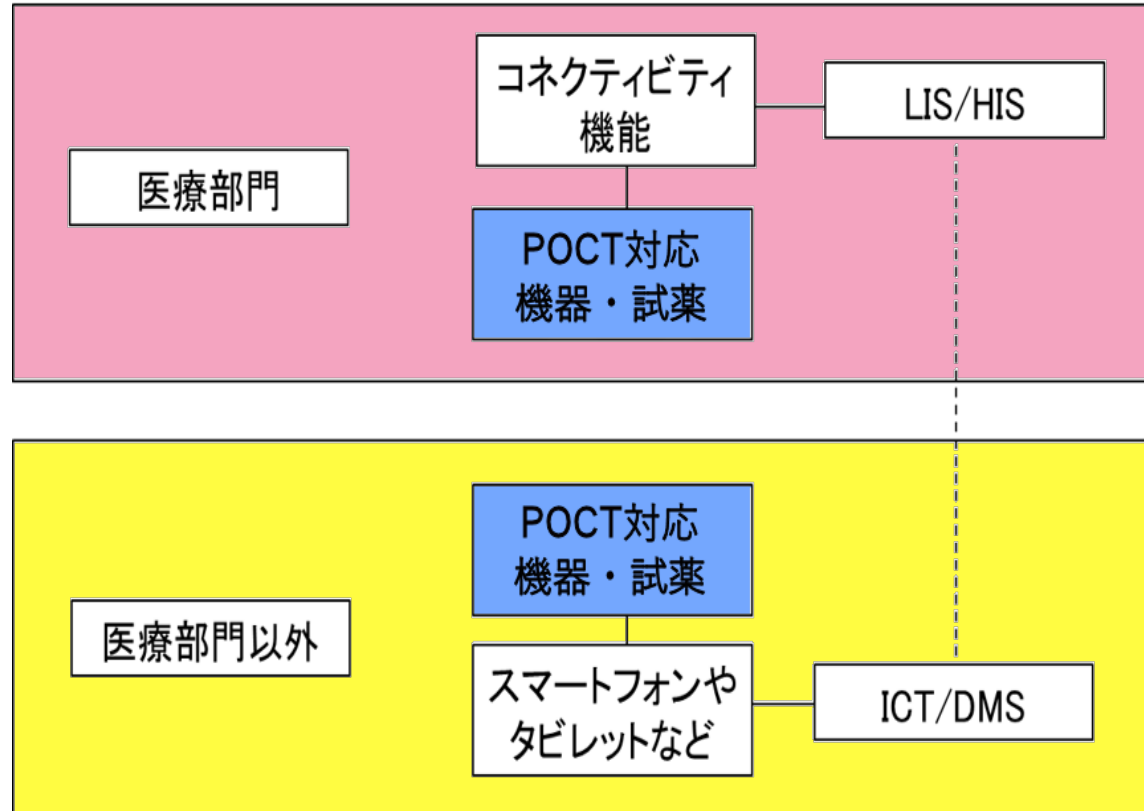 コネクティビティ
機能
LIS/HIS
医療部門
POCT対応
機器・試薬
POCT対応
機器・試薬
医療部門以外
スマートフォンや
タビレットなど
ICT/DMS